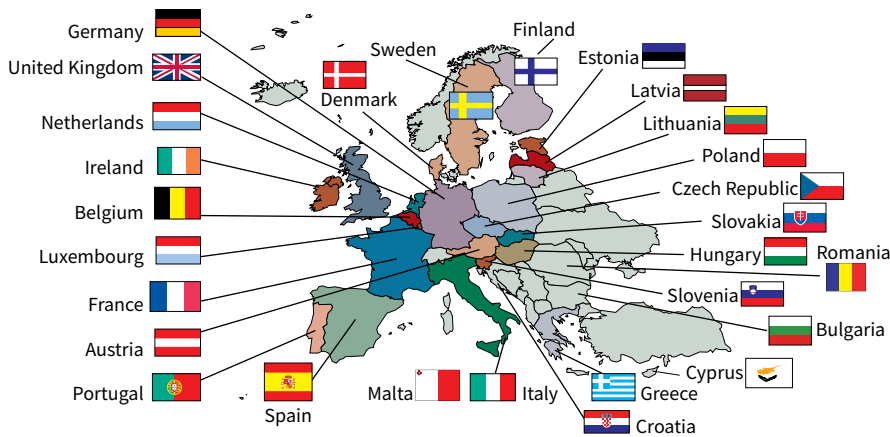 Germany
United Kingdom
Netherlands
Ireland
Belgium
Luxembourg
France
Austria
Portugal
Spain
Denmark
Sweden
Finland
Estonia
Latvia
Lithuania
Poland
Czech Republic
Slovakia
Hungary
Romania
Slovenia
Bulgaria
Cyprus
Malta
Italy
Greece
Croatia